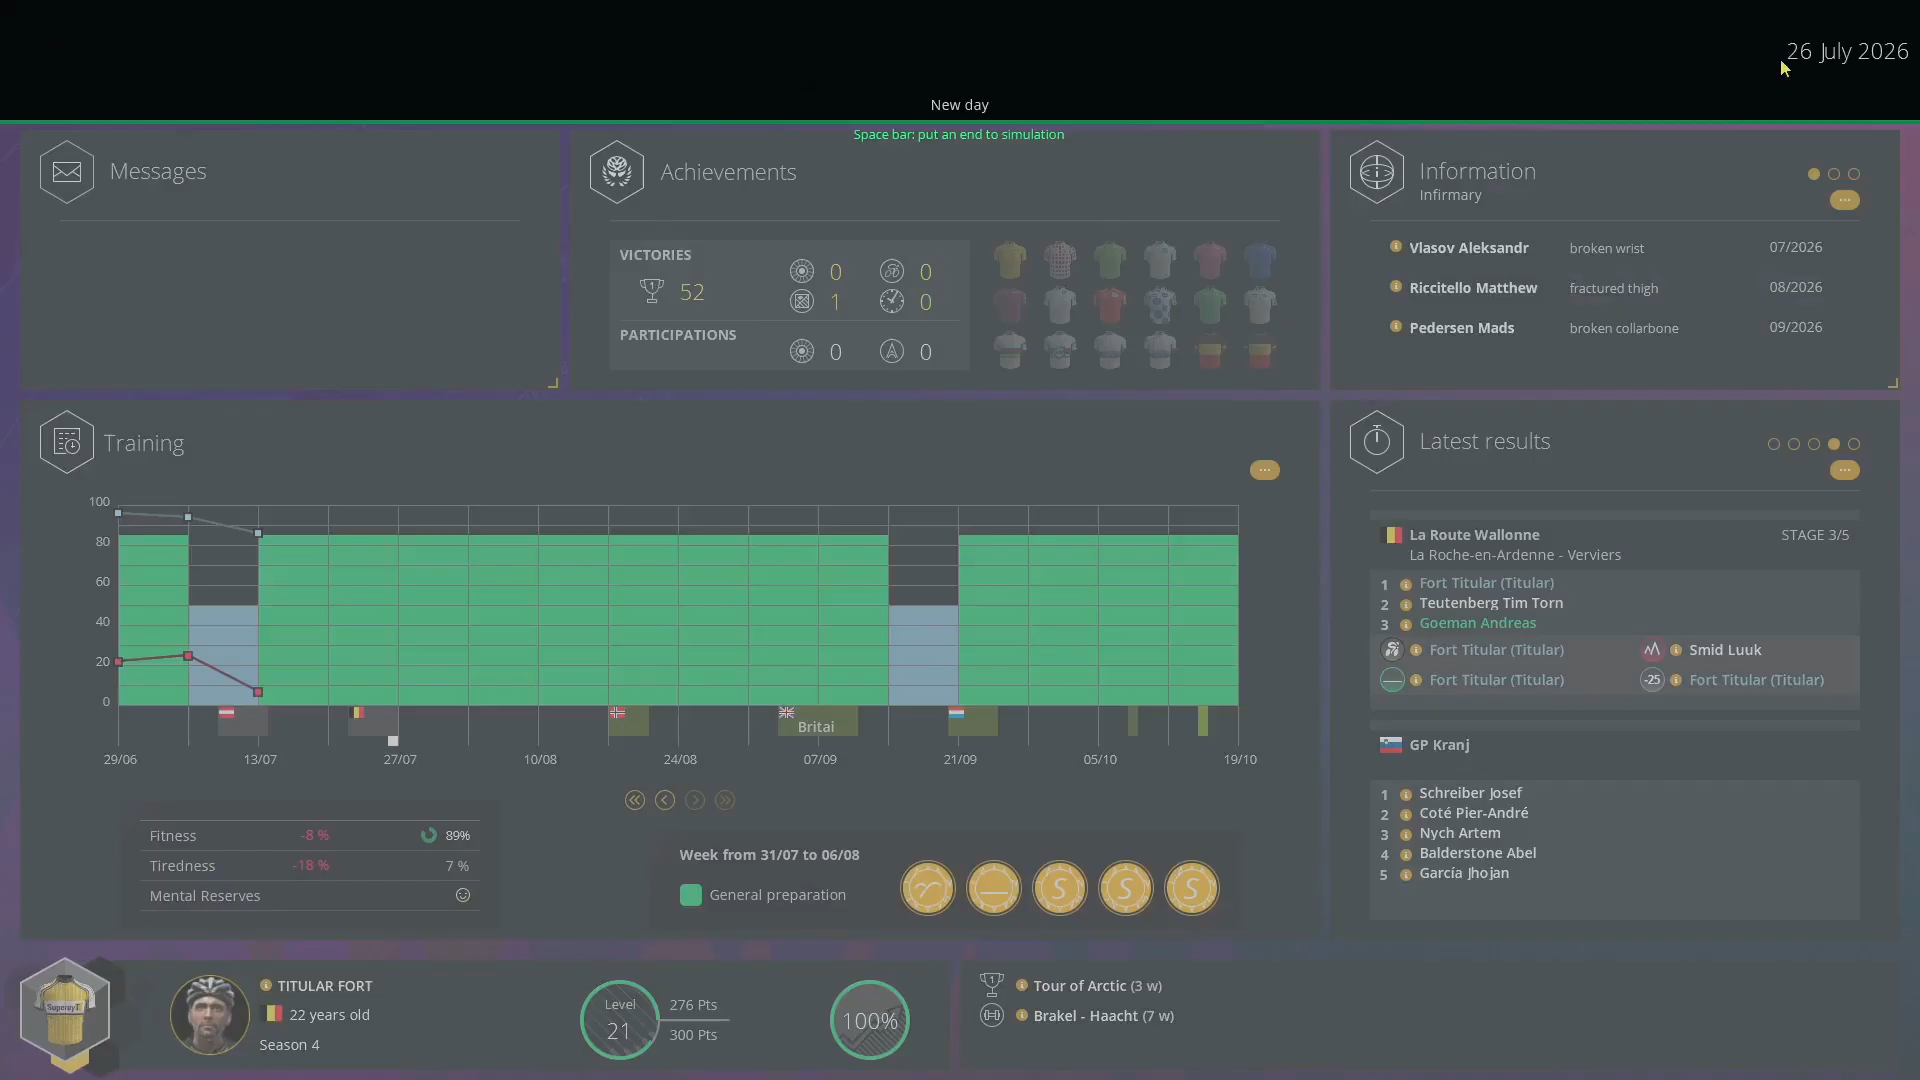 26 July 2026
New day
Space bar: put an end to simulation
Messages
Achievements
VICTORIES
52
0
0
1
0
PARTICIPATIONS
0
0
Information
Infirmary
Vlasov Aleksandr broken wrist 07/2026
Riccitello Matthew fractured thigh 08/2026
Pedersen Mads broken collarbone 09/2026
Training
100
80
60
40
20
0
Britai
29/06 13/07 27/07 10/08 24/08 07/09 21/09 05/10 19/10
Fitness -8 % 89%
Tiredness -18 % 7 %
Mental Reserves
Week from 31/07 to 06/08
General preparation
S S S
Latest results
La Route Wallonne STAGE 3/5
La Roche-en-Ardenne - Verviers
1 Fort Titular (Titular)
2 Teutenberg Tim Torn
3 Goeman Andreas
Fort Titular (Titular) Smid Luuk
Fort Titular (Titular) -25 Fort Titular (Titular)
GP Kranj
1 Schreiber Josef
2 Coté Pier-André
3 Nych Artem
4 Balderstone Abel
5 García Jhojan
TITULAR FORT
22 years old
Season 4
Level
21
276 Pts
300 Pts
100%
1 Tour of Arctic (3 w)
Brakel - Haacht (7 w)